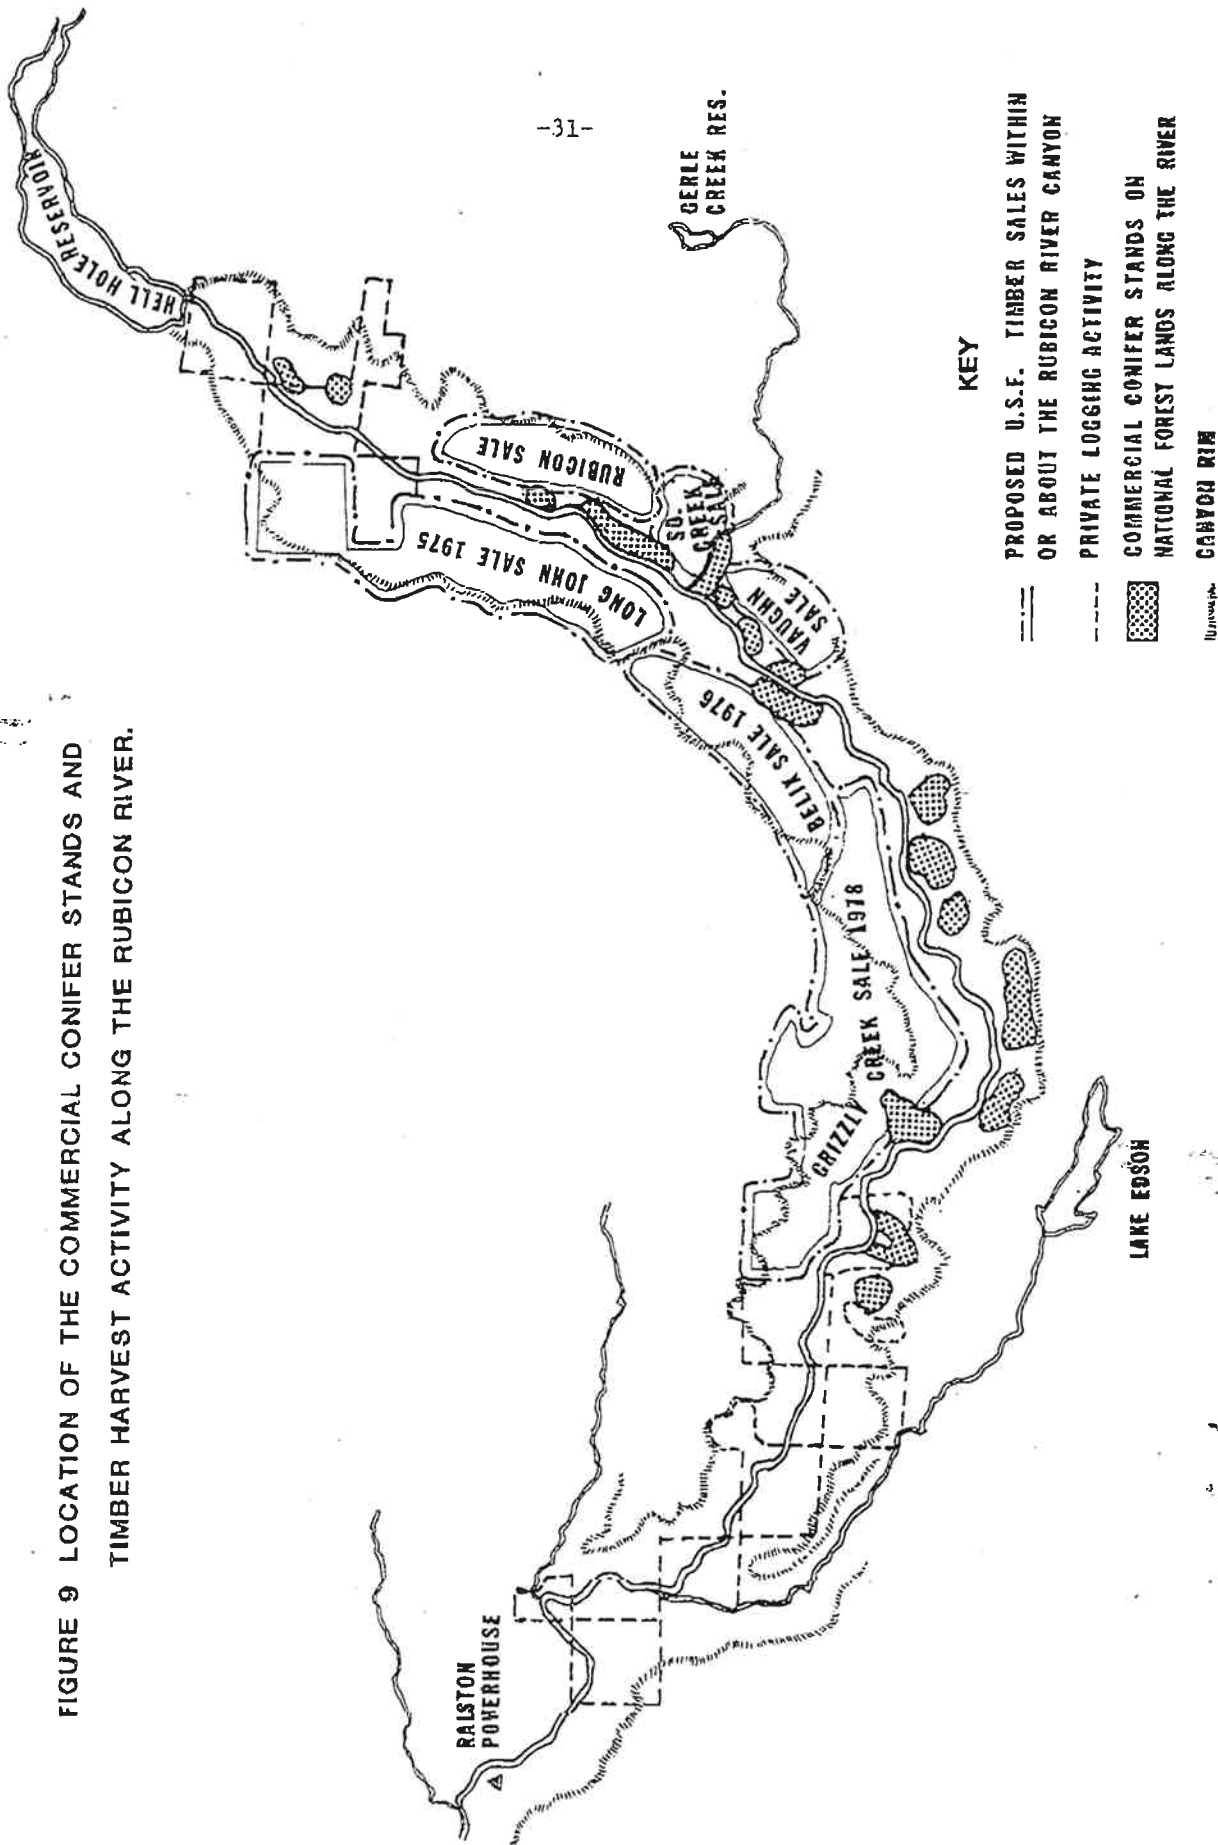 FIGURE 9 LOCATION OF THE COMMERCIAL CONIFER STANDS AND
TIMBER HARVEST ACTIVITY ALONG THE RUBICON RIVER.
-31-
HELL HOLE RESERVOIR
GERLE
CREEK RES.
RUBICON SALE
LONG JOHN SALE 1975
SO
CREEK
SALE
VAUGHN
SALE
BELIX SALE 1976
GRIZZLY CREEK SALE 1978
LAKE EDSON
RALSTON
POWERHOUSE
KEY
PROPOSED U.S.F. TIMBER SALES WITHIN
OR ABOUT THE RUBICON RIVER CANYON
PRIVATE LOGGING ACTIVITY
COMMERCIAL CONIFER STANDS ON
NATIONAL FOREST LANDS ALONG THE RIVER
CANYON RIM